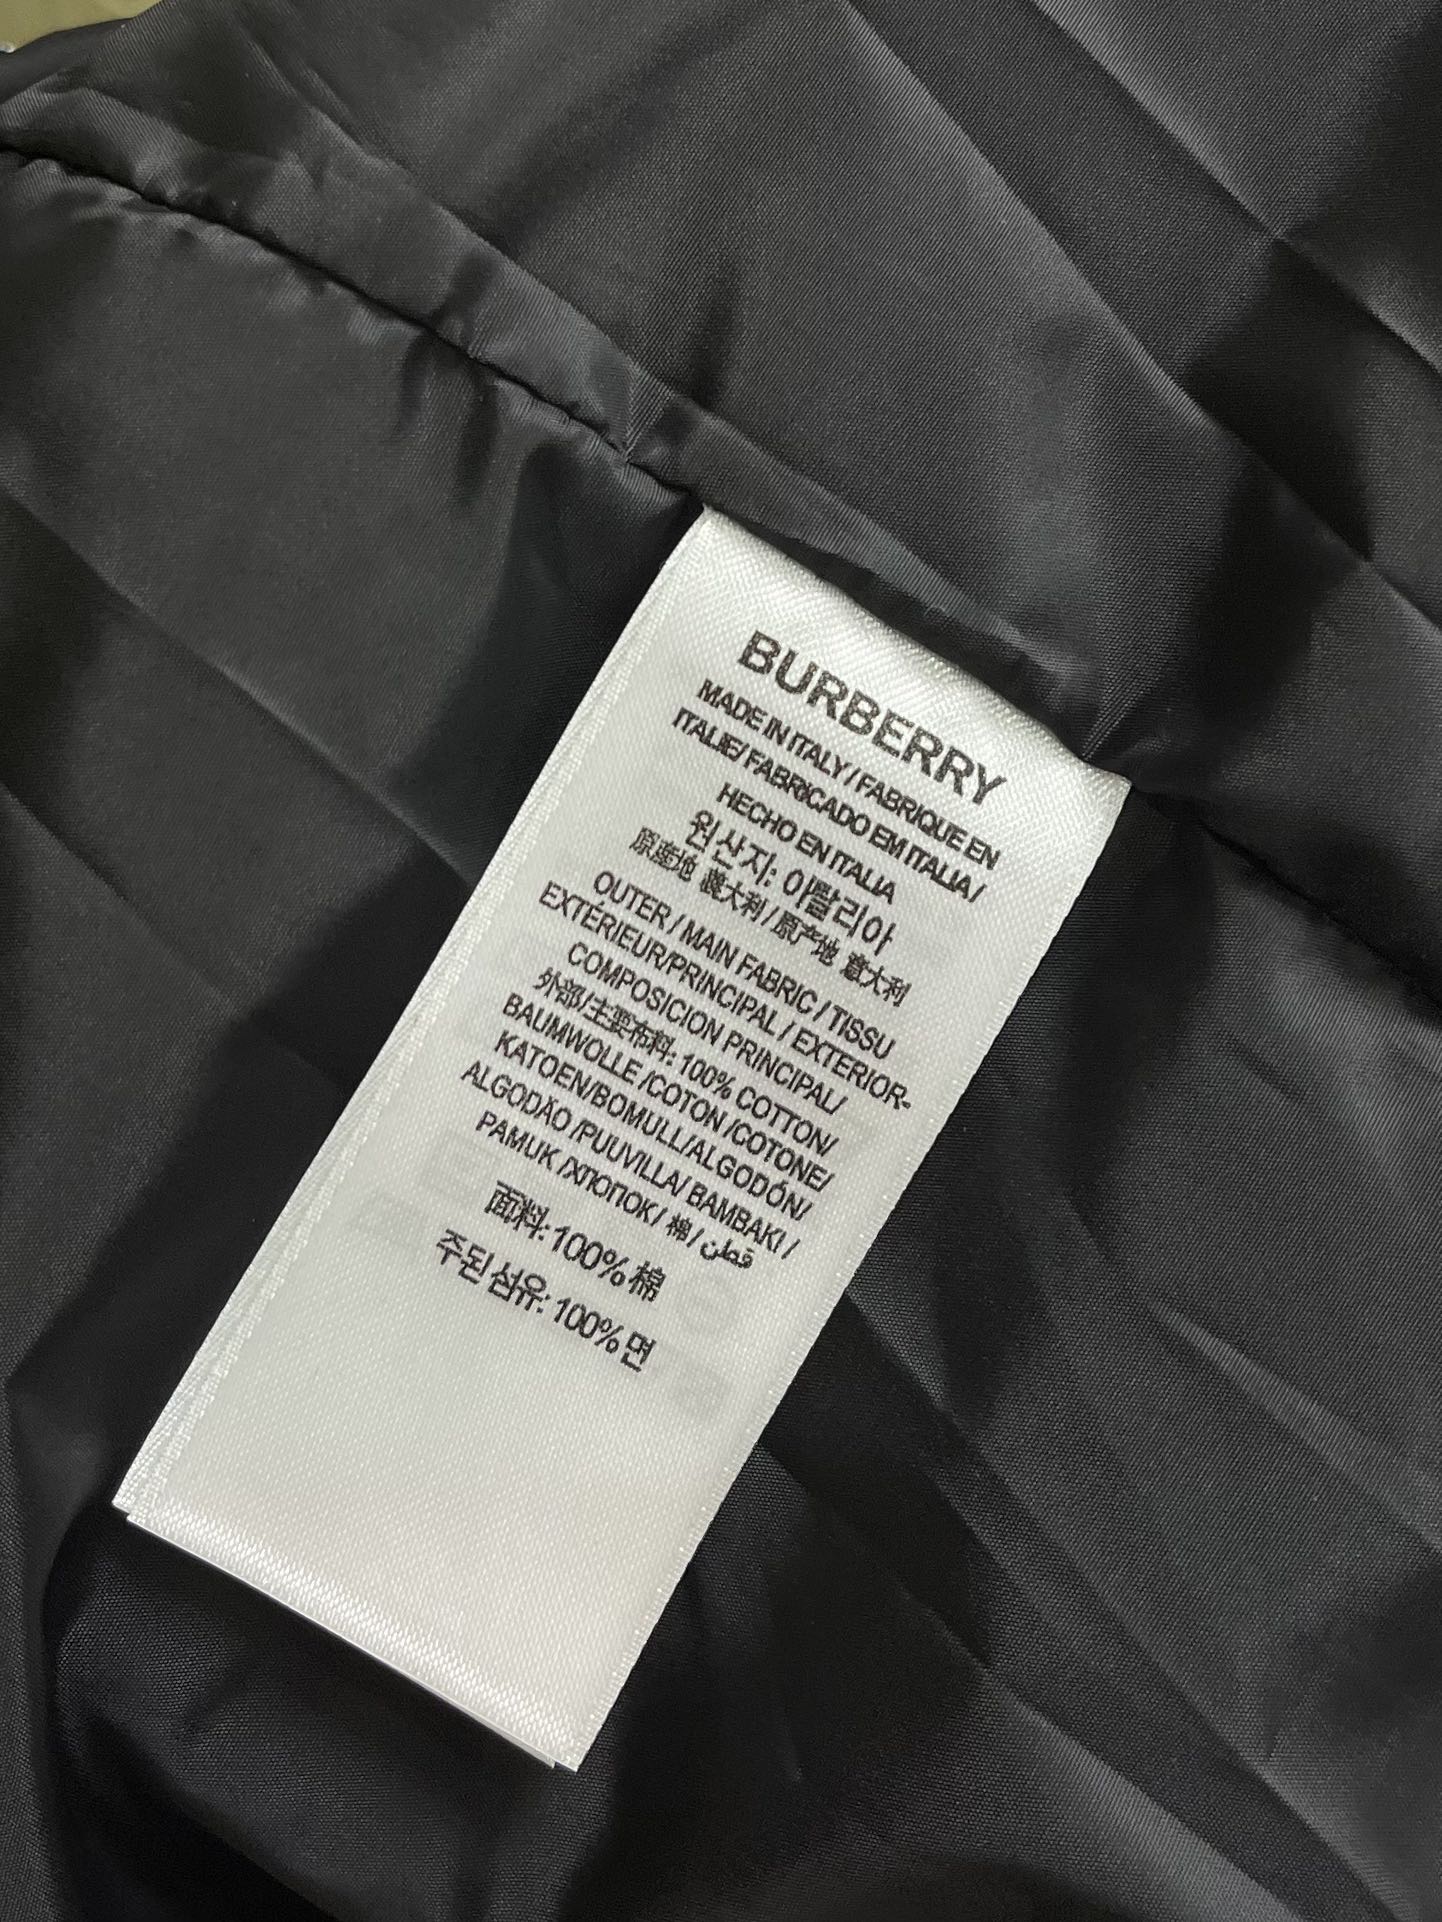 BURBERRY
MADE IN ITALY / FABRIQUE EN
ITALIE/ FABRICADO EM ITALIA /
HECHO EN ITALIA
원산지: 이탈리아
原産地 義大利 / 原产地 意大利
OUTER / MAIN FABRIC / TISSU
EXTÉRIEUR/PRINCIPAL / EXTERIOR-
COMPOSICION PRINCIPAL/
外部/主要布料: 100% COTTON/
BAUMWOLLE /COTON /COTONE/
KATOEN/BOMULL/ALGODÓN/
ALGODÃO /PUUVILLA/ BAMBAKI /
PAMUK /ХЛОПОК / 棉 / قطن
面料: 100% 棉
주된 섬유: 100% 면